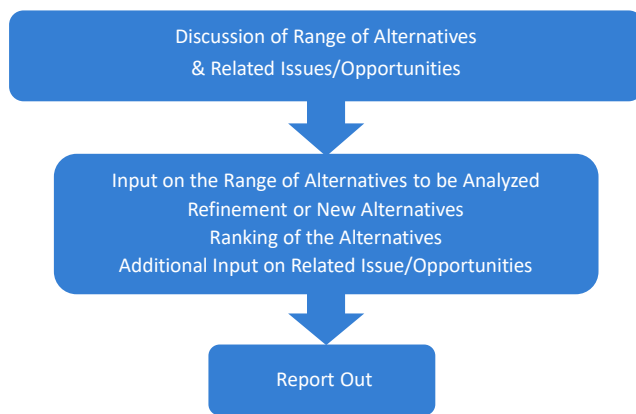 Discussion of Range of Alternatives
& Related Issues/Opportunities
Input on the Range of Alternatives to be Analyzed
Refinement or New Alternatives
Ranking of the Alternatives
Additional Input on Related Issue/Opportunities
Report Out